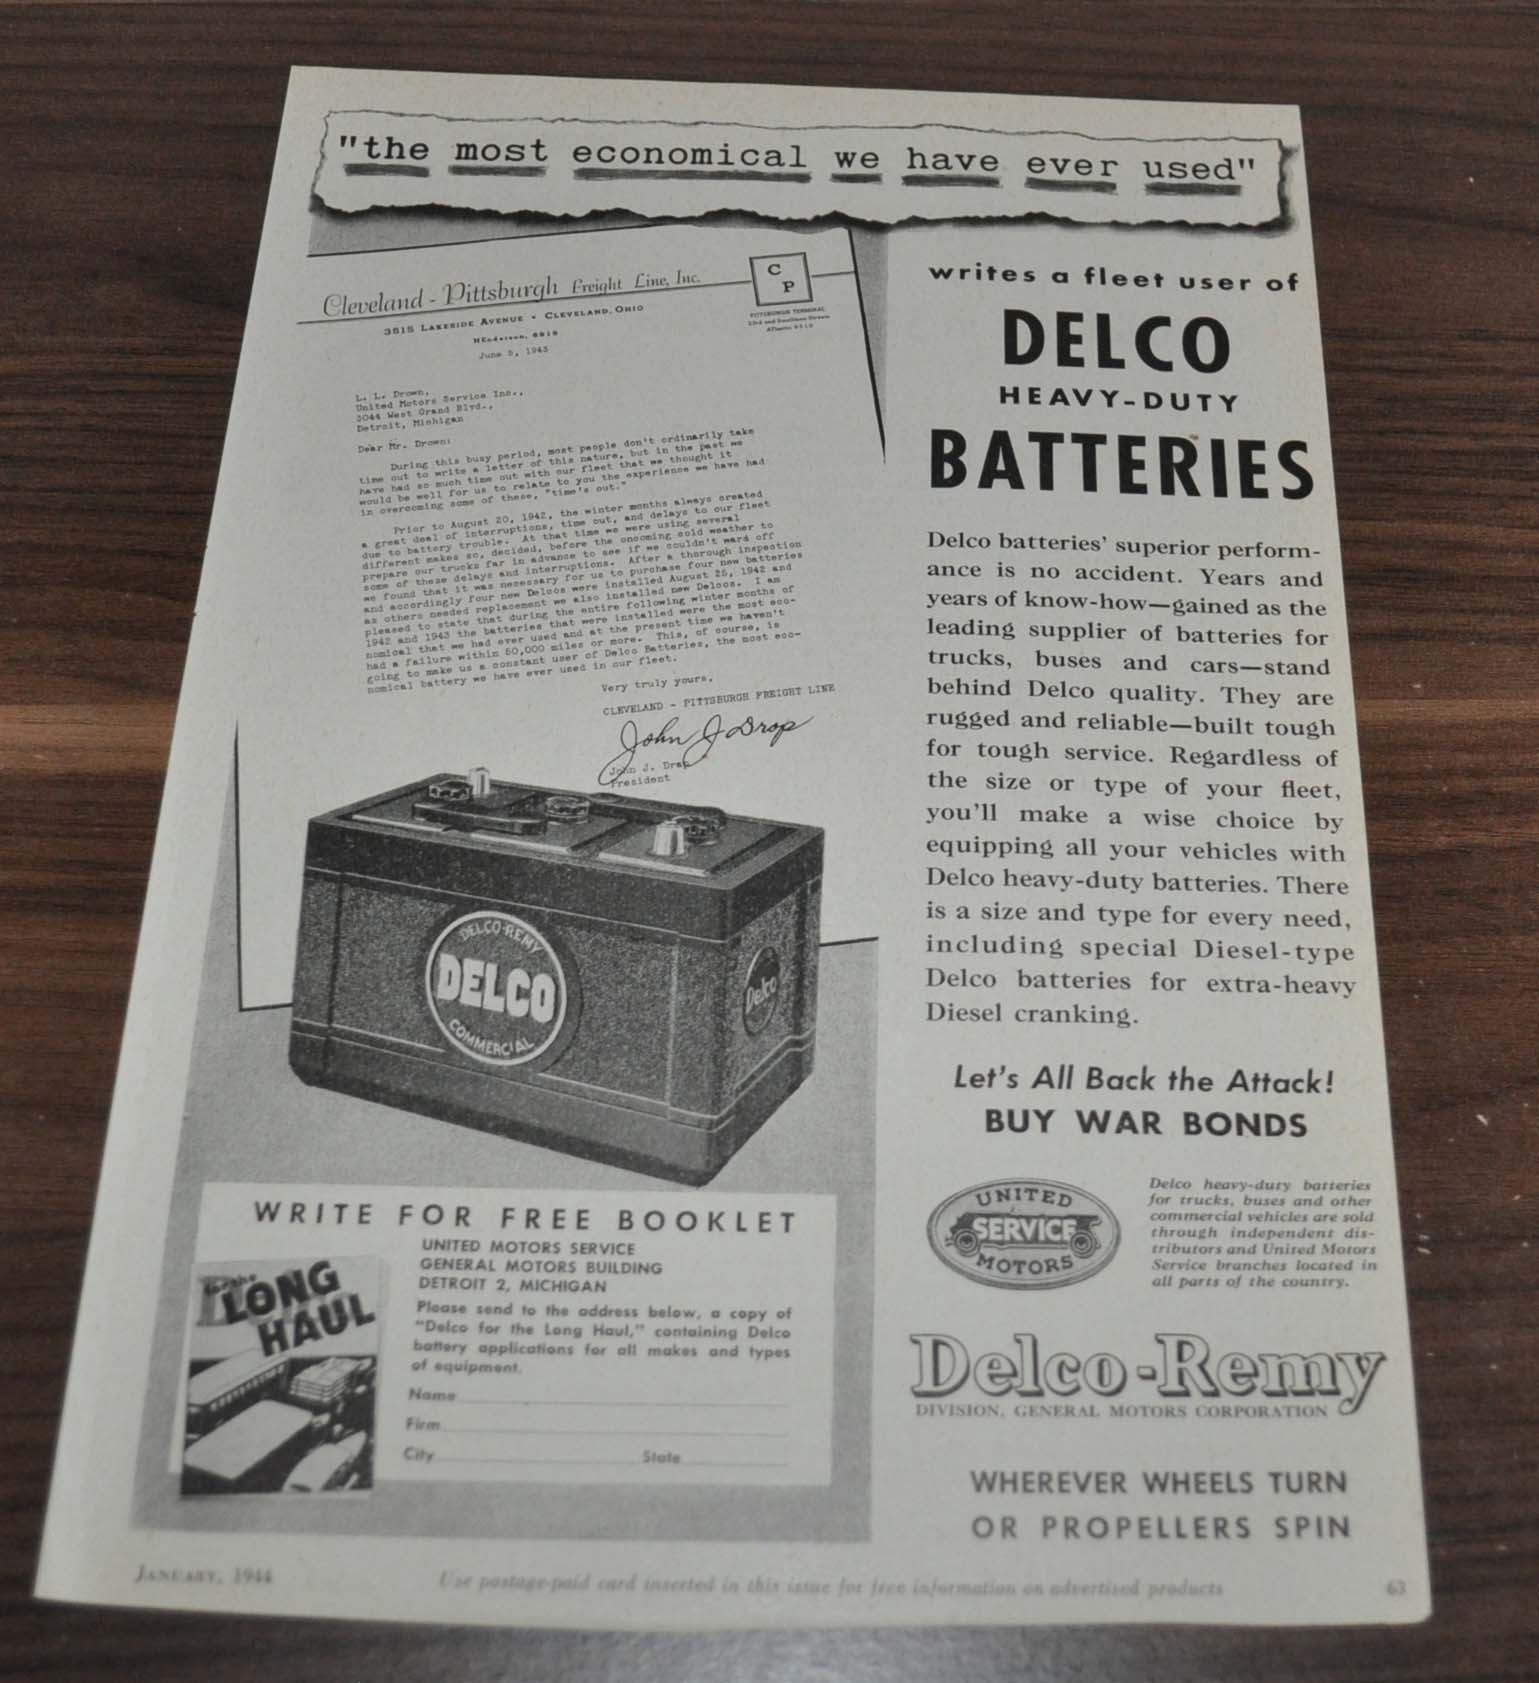 "the most economical we have ever used"
Cleveland - Pittsburgh Freight Line, Inc.
C
P
3815 LAKESIDE AVENUE • CLEVELAND, OHIO
PITTSBURGH TERMINAL
HEnderson, 6818
June 5, 1943
L. L. Drown,
United Motors Service Inc.,
3044 West Grand Blvd.,
Detroit, Michigan
Dear Mr. Drown:
During this busy period, most people don't ordinarily take
time out to write a letter of this nature, but in the past we
have had so much time out with our fleet that we thought it
would be well for us to relate to you the experience we have had
in overcoming some of these, "time's out."
Prior to August 20, 1942, the winter months always created
a great deal of interruptions, time out, and delays to our fleet
due to battery trouble. At that time we were using several
different makes so, decided, before the oncoming cold weather to
prepare our trucks far in advance to see if we couldn't ward off
some of these delays and interruptions. After a thorough inspection
we found that it was necessary for us to purchase four new batteries
and accordingly four new Delcos were installed August 25, 1942 and
as others needed replacement we also installed new Delcos. I am
pleased to state that during the entire following winter months of
1942 and 1943 the batteries that were installed were the most eco-
nomical that we had ever used and at the present time we haven't
had a failure within 50,000 miles or more. This, of course, is
going to make us a constant user of Delco Batteries, the most eco-
nomical battery we have ever used in our fleet.
Very truly yours,
CLEVELAND - PITTSBURGH FREIGHT LINE
John J Drap
John J. Drap
President
DELCO-REMY
DELCO
COMMERCIAL
Delco
WRITE FOR FREE BOOKLET
for the
LONG
HAUL
UNITED MOTORS SERVICE
GENERAL MOTORS BUILDING
DETROIT 2, MICHIGAN
Please send to the address below, a copy of
"Delco for the Long Haul," containing Delco
battery applications for all makes and types
of equipment.
Name
Firm
City State
writes a fleet user of
DELCO
HEAVY-DUTY
BATTERIES
Delco batteries' superior perform-
ance is no accident. Years and
years of know-how—gained as the
leading supplier of batteries for
trucks, buses and cars—stand
behind Delco quality. They are
rugged and reliable—built tough
for tough service. Regardless of
the size or type of your fleet,
you'll make a wise choice by
equipping all your vehicles with
Delco heavy-duty batteries. There
is a size and type for every need,
including special Diesel-type
Delco batteries for extra-heavy
Diesel cranking.
Let's All Back the Attack!
BUY WAR BONDS
UNITED
SERVICE
MOTORS
Delco heavy-duty batteries
for trucks, buses and other
commercial vehicles are sold
through independent dis-
tributors and United Motors
Service branches located in
all parts of the country.
Delco-Remy
DIVISION, GENERAL MOTORS CORPORATION
WHEREVER WHEELS TURN
OR PROPELLERS SPIN
JANUARY, 1944
Use postage-paid card inserted in this issue for free information on advertised products
63